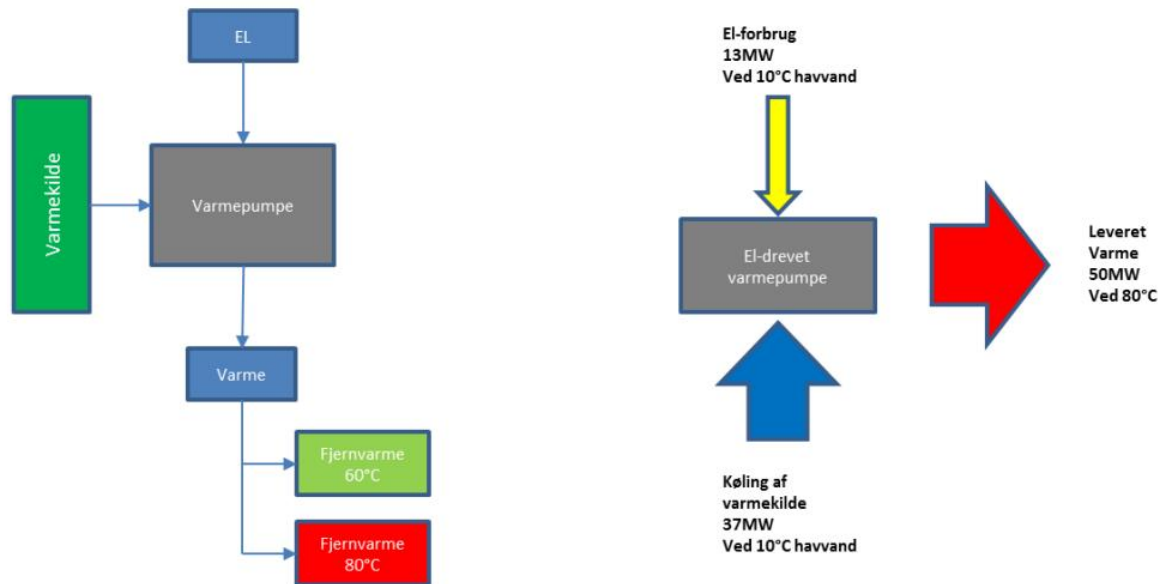 EL
Varmekilde
Varmepumpe
Varme
Fjernvarme
60°C
Fjernvarme
80°C
El-forbrug
13MW
Ved 10°C havvand
El-drevet
varmepumpe
Leveret
Varme
50MW
Ved 80°C
Køling af
varmekilde
37MW
Ved 10°C havvand